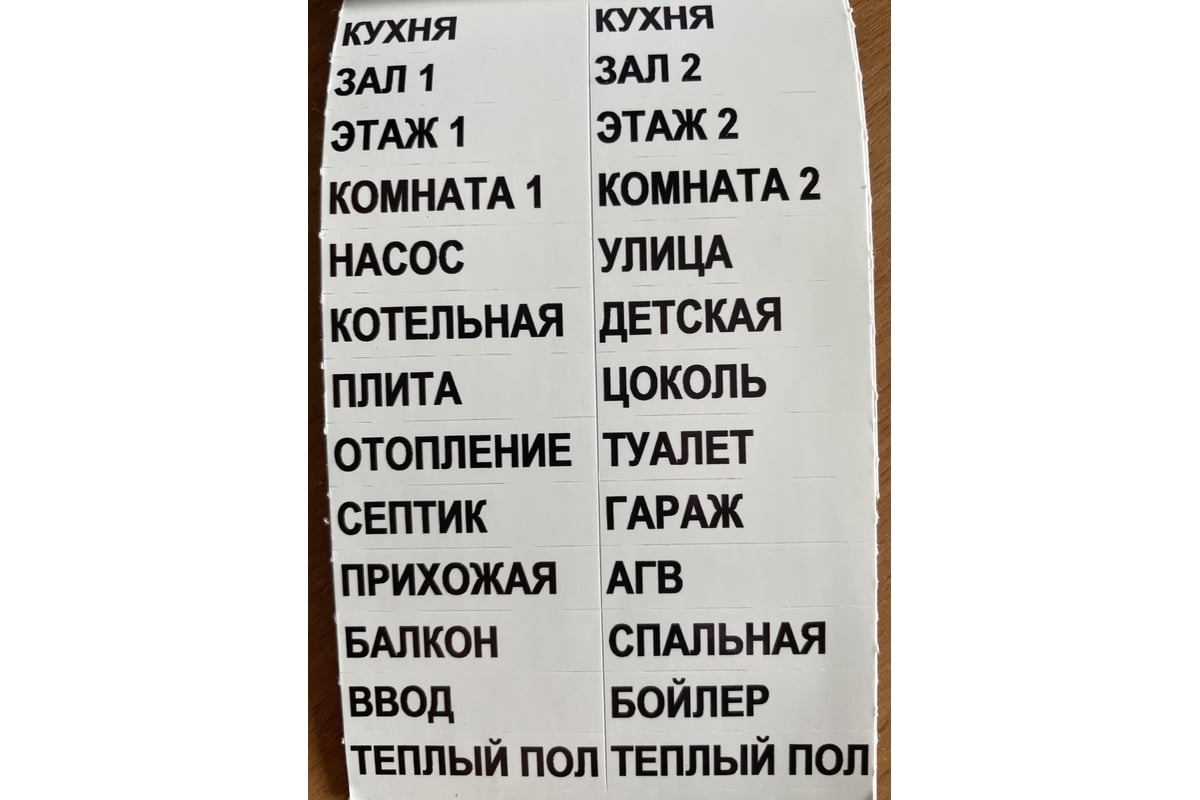 КУХНЯ КУХНЯ
ЗАЛ 1 ЗАЛ 2
ЭТАЖ 1 ЭТАЖ 2
КОМНАТА 1 КОМНАТА 2
НАСОС УЛИЦА
КОТЕЛЬНАЯ ДЕТСКАЯ
ПЛИТА ЦОКОЛЬ
ОТОПЛЕНИЕ ТУАЛЕТ
СЕПТИК ГАРАЖ
ПРИХОЖАЯ АГВ
БАЛКОН СПАЛЬНАЯ
ВВОД БОЙЛЕР
ТЕПЛЫЙ ПОЛ ТЕПЛЫЙ ПОЛ